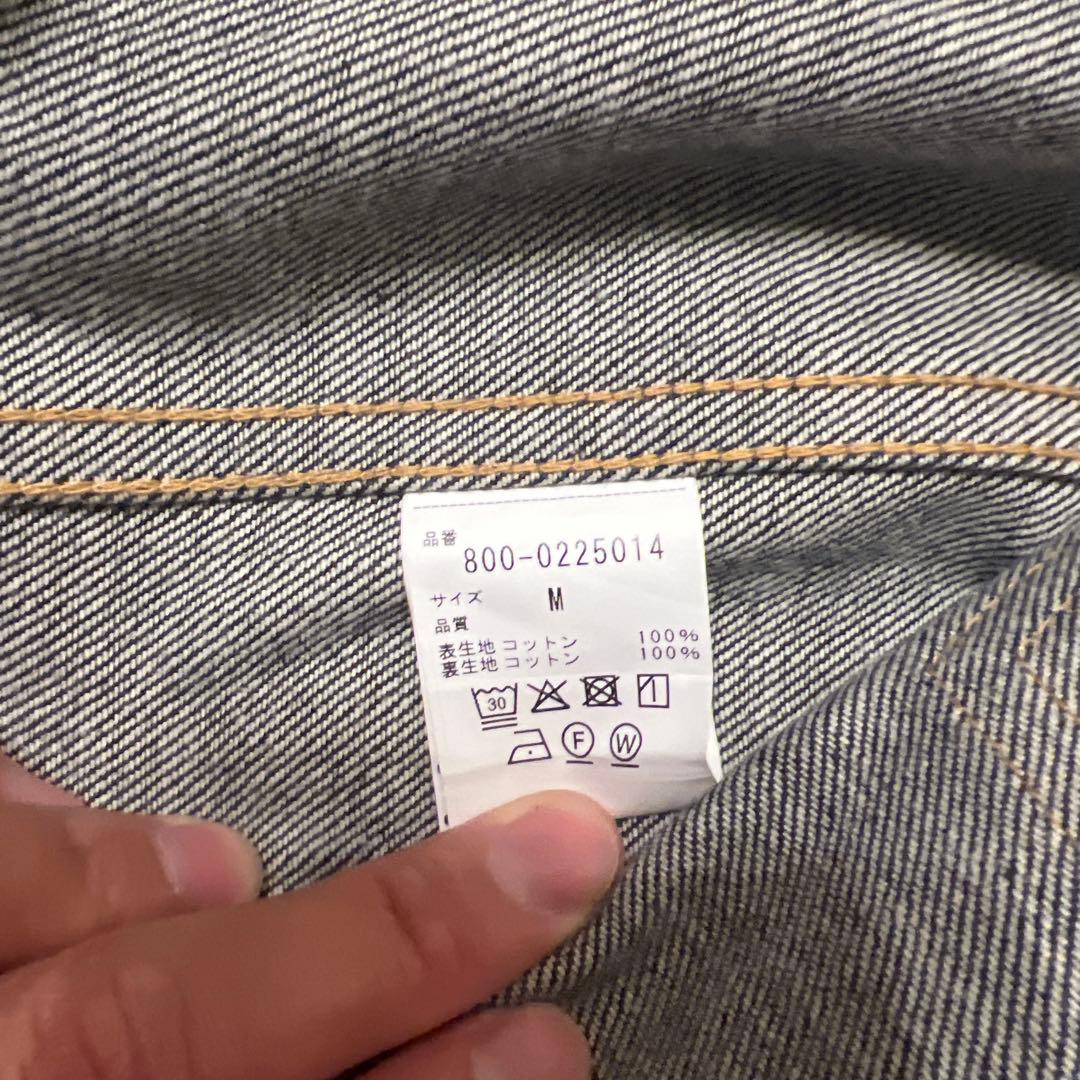 品番
800-0225014
サイズ M
品質
表生地 コットン 100%
裏生地 コットン 100%
30
F W